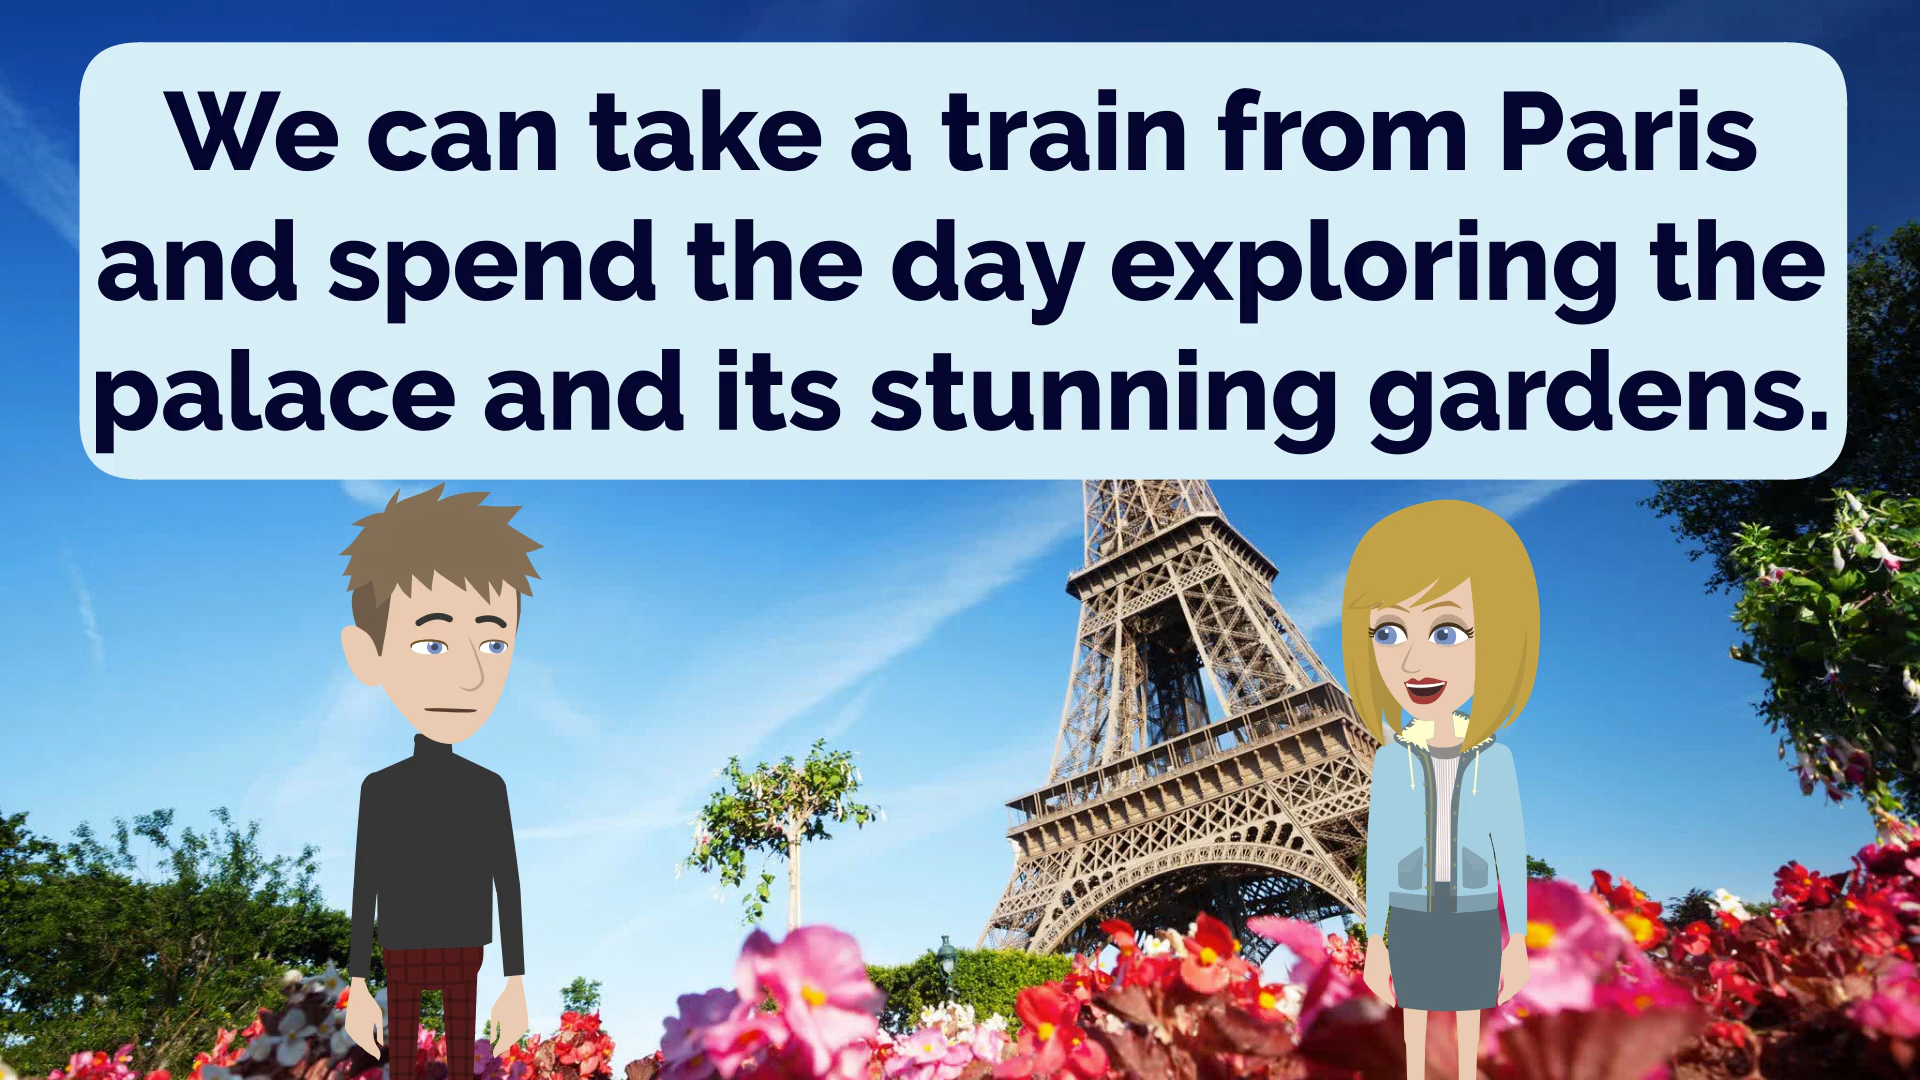 We can take a train from Paris
and spend the day exploring the
palace and its stunning gardens.